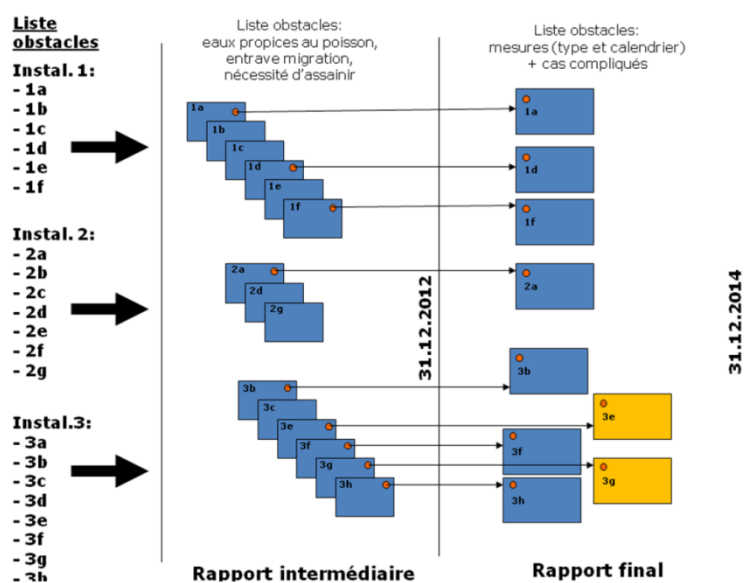 Liste
obstacles
Instal. 1:
- 1a
- 1b
- 1c
- 1d
- 1e
- 1f
Instal. 2:
- 2a
- 2b
- 2c
- 2d
- 2e
- 2f
- 2g
Instal.3:
- 3a
- 3b
- 3c
- 3d
- 3e
- 3f
- 3g
- 3h
Liste obstacles:
eaux propices au poisson,
entrave migration,
nécessité d'assainir
1a
1b
1c
1d
1e
1f
2a
2d
2g
3b
3c
3e
3f
3g
3h
Rapport intermédiaire
31.12.2012
Liste obstacles:
mesures (type et calendrier)
+ cas compliqués
1a
1d
1f
2a
3b
3e
3f
3g
3h
Rapport final
31.12.2014